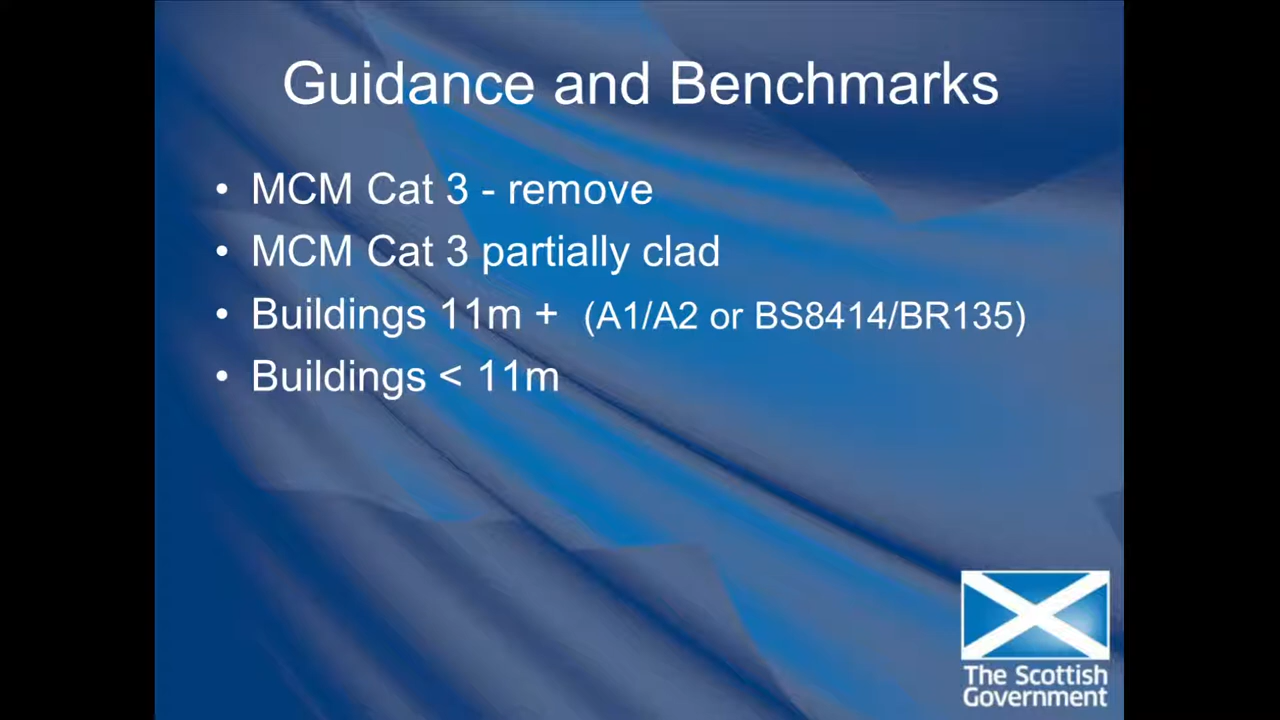 Guidance and Benchmarks
• MCM Cat 3 - remove
• MCM Cat 3 partially clad
• Buildings 11m + (A1/A2 or BS8414/BR135)
• Buildings < 11m
The Scottish
Government